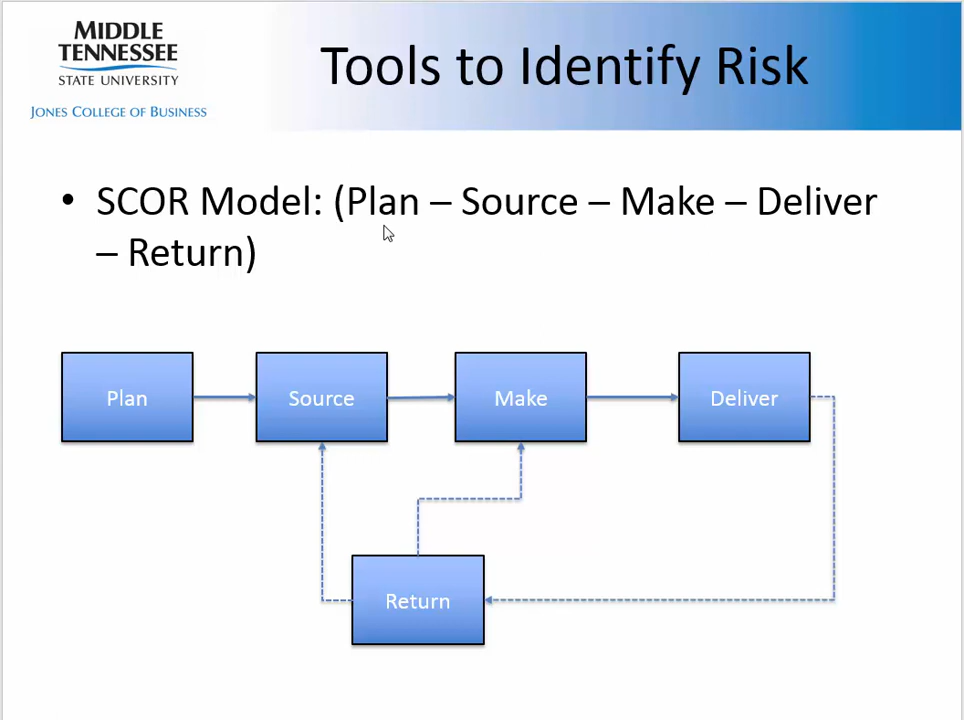 MIDDLE
TENNESSEE
STATE UNIVERSITY
JONES COLLEGE OF BUSINESS
Tools to Identify Risk
• SCOR Model: (Plan – Source – Make – Deliver
– Return)
Plan
Source
Make
Deliver
Return